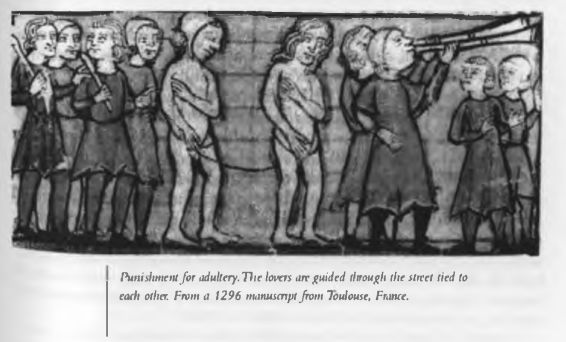 Punishment for adultery. The lovers are guided through the street tied to
each other. From a 1296 manuscript from Toulouse, France.